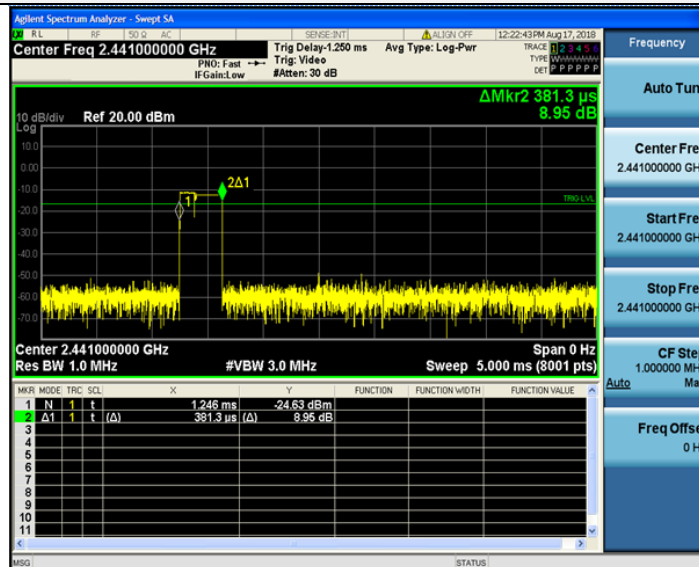 Agilent Spectrum Analyzer - Swept SA
RL RF 50 Ω AC SENSE:INT ALIGN OFF 12:22:43PM Aug 17, 2018
Center Freq 2.441000000 GHz
Trig Delay-1.250 ms Avg Type: Log-Pwr TRACE 1 2 3 4 5 6
PNO: Fast Trig: Video TYPE
IFGain:Low #Atten: 30 dB DET P P P P P P
ΔMkr2 381.3 µs
8.95 dB
10 dB/div Ref 20.00 dBm
Log
10.0
0.00
-10.0
-20.0
-30.0
-40.0
-50.0
-60.0
-70.0
1
2Δ1
TRIG LVL
Center 2.441000000 GHz Span 0 Hz
Res BW 1.0 MHz #VBW 3.0 MHz Sweep 5.000 ms (8001 pts)
MKR MODE TRC SCL X Y FUNCTION FUNCTION WIDTH FUNCTION VALUE
1 N 1 t 1.246 ms -24.63 dBm
2 Δ1 1 t (Δ) 381.3 µs (Δ) 8.95 dB
3
4
5
6
7
8
9
10
11
MSG STATUS
Frequency
Auto Tun
Center Fre
2.441000000 GH
Start Fre
2.441000000 GH
Stop Fre
2.441000000 GH
CF Ste
1.000000 MH
Auto Ma
Freq Offse
0 H